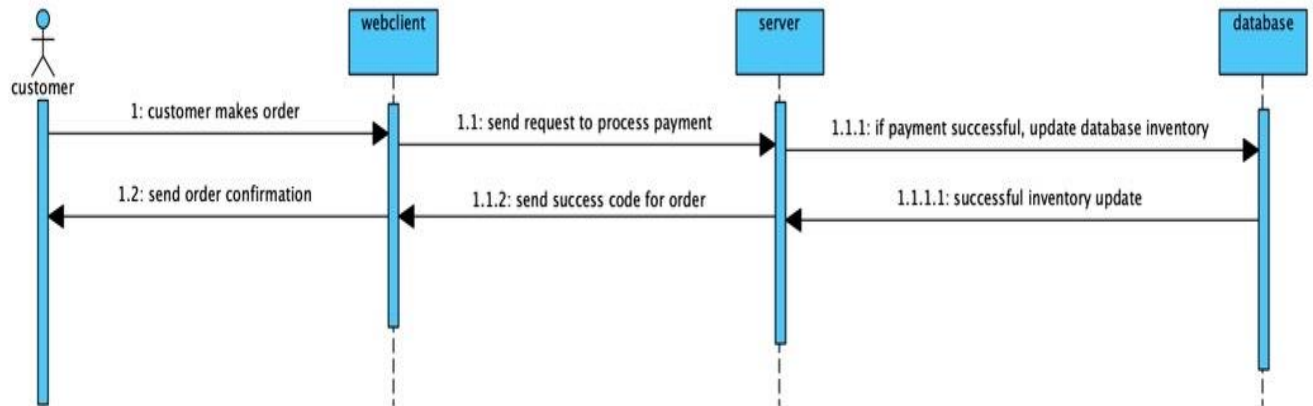 webclient
server
database
customer
1: customer makes order
1.1: send request to process payment
1.1.1: if payment successful, update database inventory
1.2: send order confirmation
1.1.2: send success code for order
1.1.1.1: successful inventory update